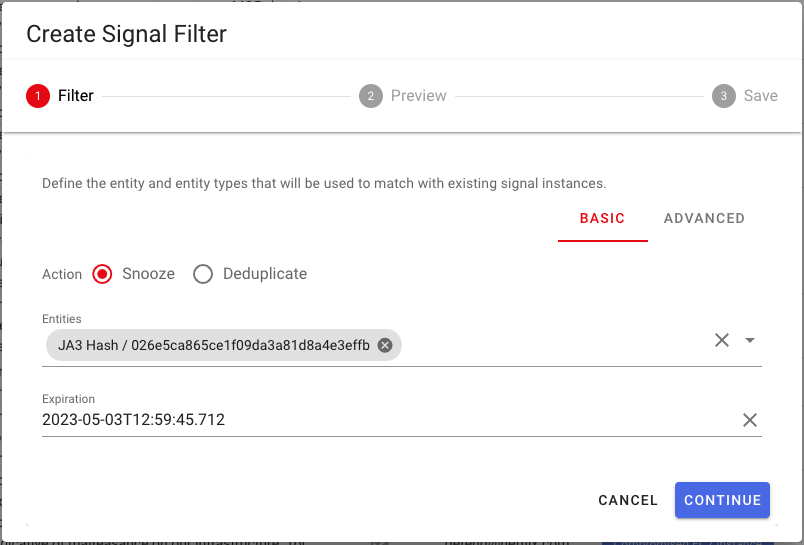 Create Signal Filter
1 Filter
2 Preview
3 Save
Define the entity and entity types that will be used to match with existing signal instances.
BASIC ADVANCED
Action Snooze Deduplicate
Entities
JA3 Hash / 026e5ca865ce1f09da3a81d8a4e3effb
Expiration
2023-05-03T12:59:45.712
CANCEL CONTINUE